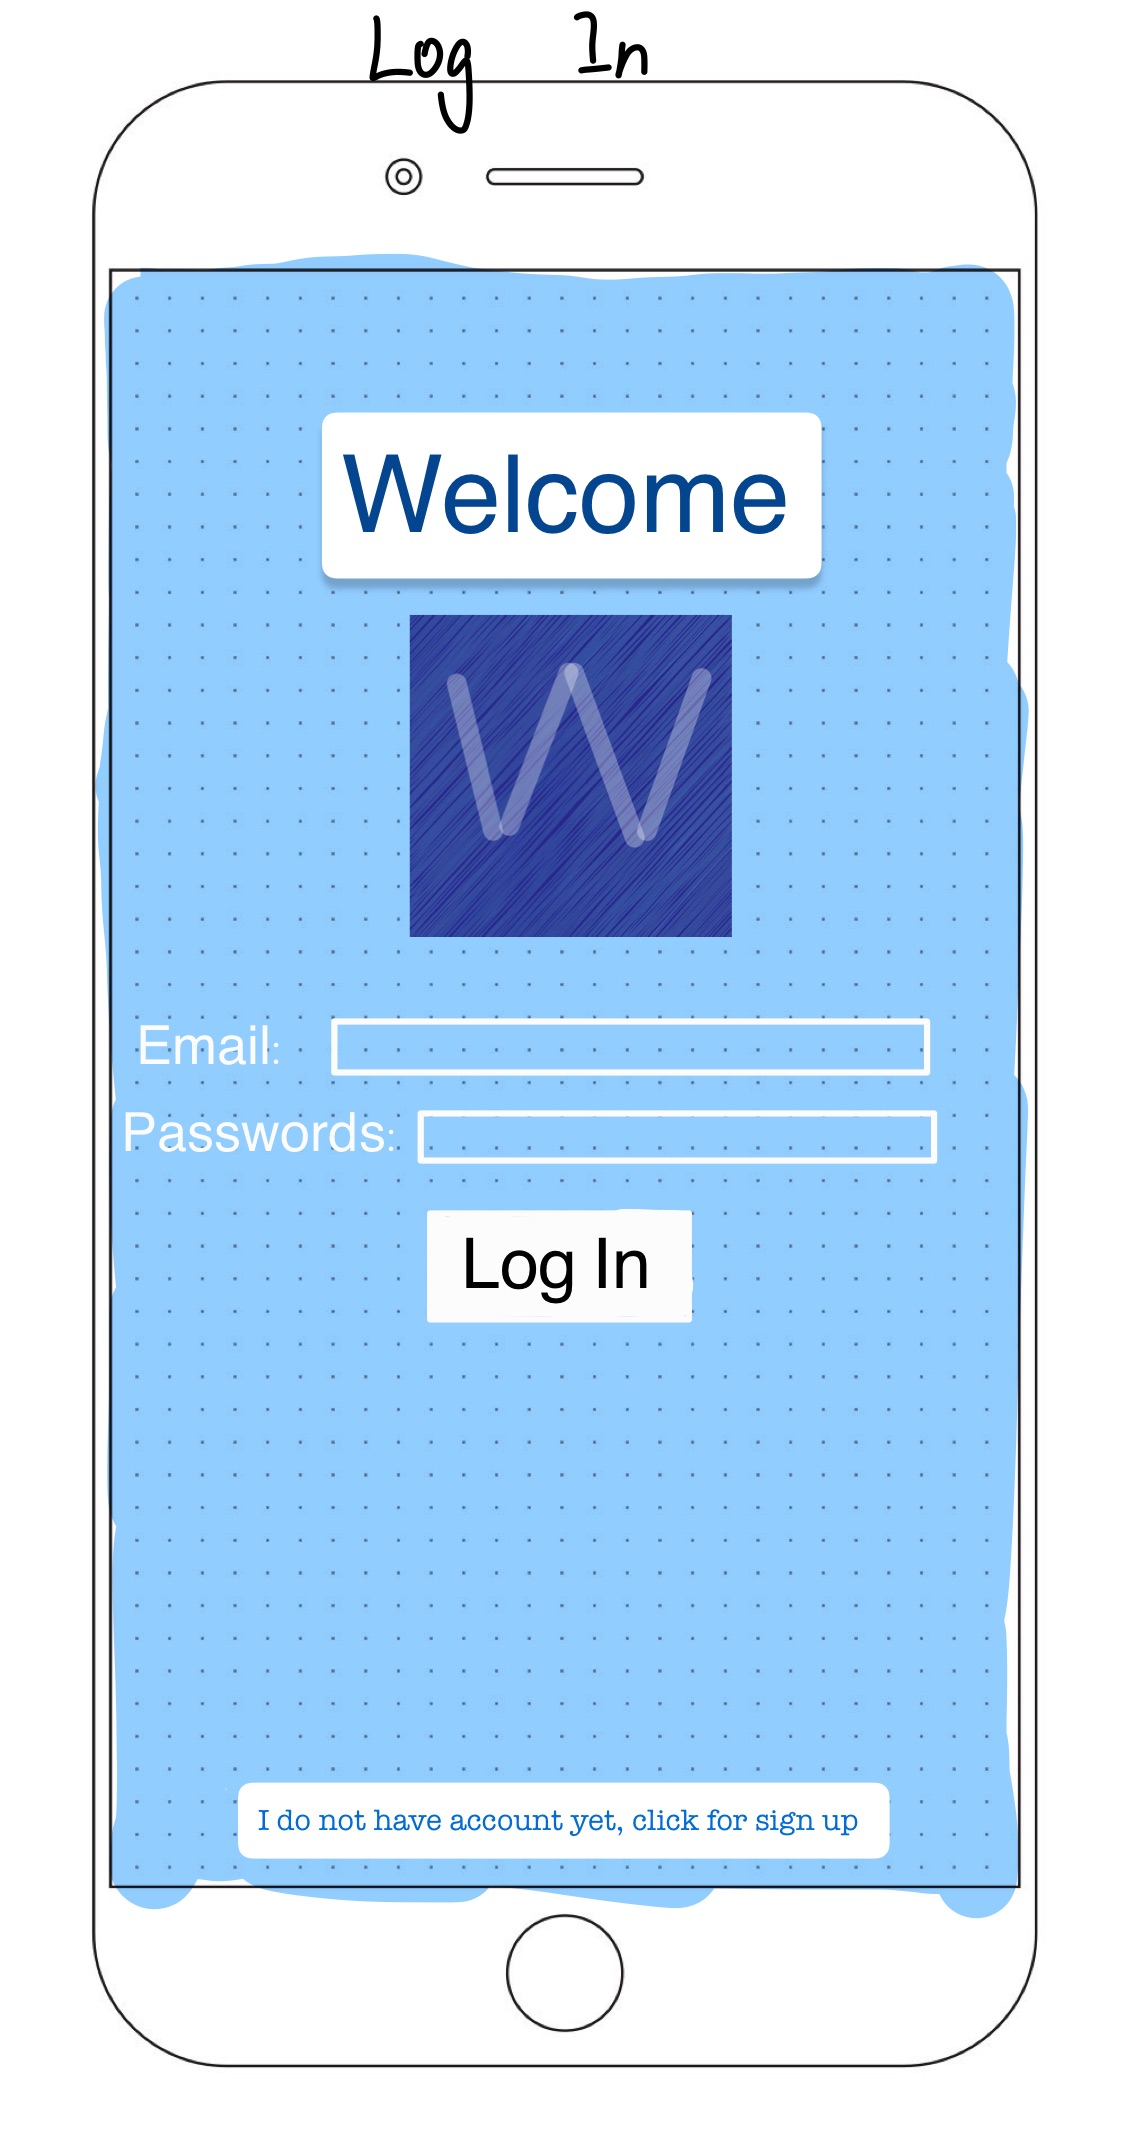 Log In
Welcome
W
Email:
Passwords:
Log In
I do not have account yet, click for sign up